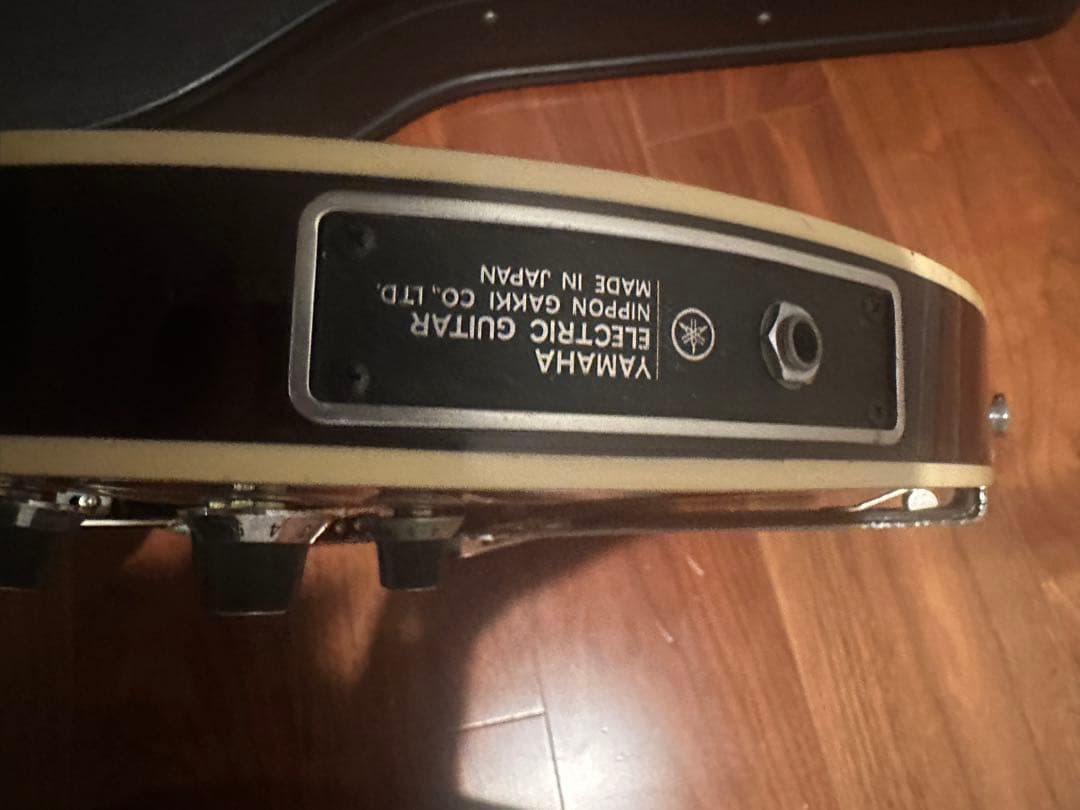 YAMAHA
ELECTRIC GUITAR
NIPPON GAKKI CO., LTD.
MADE IN JAPAN